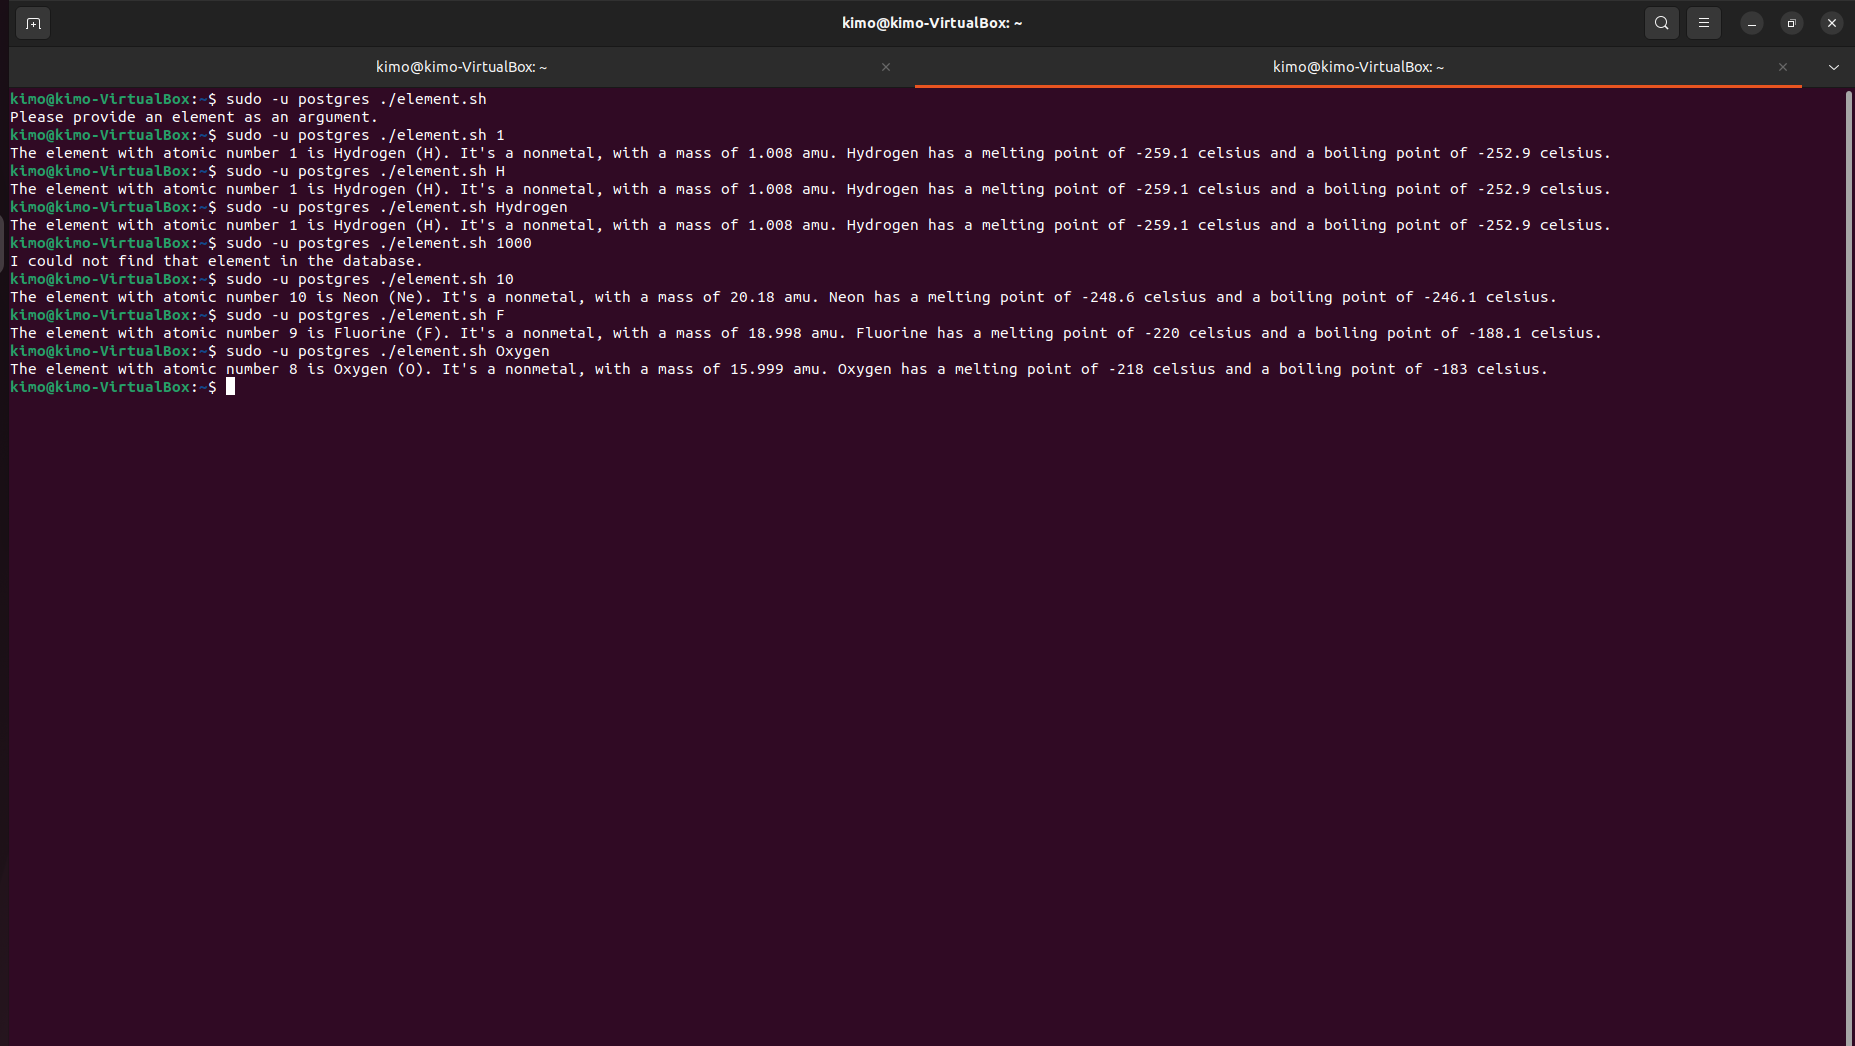 kimo@kimo-VirtualBox: ~
kimo@kimo-VirtualBox: ~
kimo@kimo-VirtualBox: ~
kimo@kimo-VirtualBox:~$ sudo -u postgres ./element.sh
Please provide an element as an argument.
kimo@kimo-VirtualBox:~$ sudo -u postgres ./element.sh 1
The element with atomic number 1 is Hydrogen (H). It's a nonmetal, with a mass of 1.008 amu. Hydrogen has a melting point of -259.1 celsius and a boiling point of -252.9 celsius.
kimo@kimo-VirtualBox:~$ sudo -u postgres ./element.sh H
The element with atomic number 1 is Hydrogen (H). It's a nonmetal, with a mass of 1.008 amu. Hydrogen has a melting point of -259.1 celsius and a boiling point of -252.9 celsius.
kimo@kimo-VirtualBox:~$ sudo -u postgres ./element.sh Hydrogen
The element with atomic number 1 is Hydrogen (H). It's a nonmetal, with a mass of 1.008 amu. Hydrogen has a melting point of -259.1 celsius and a boiling point of -252.9 celsius.
kimo@kimo-VirtualBox:~$ sudo -u postgres ./element.sh 1000
I could not find that element in the database.
kimo@kimo-VirtualBox:~$ sudo -u postgres ./element.sh 10
The element with atomic number 10 is Neon (Ne). It's a nonmetal, with a mass of 20.18 amu. Neon has a melting point of -248.6 celsius and a boiling point of -246.1 celsius.
kimo@kimo-VirtualBox:~$ sudo -u postgres ./element.sh F
The element with atomic number 9 is Fluorine (F). It's a nonmetal, with a mass of 18.998 amu. Fluorine has a melting point of -220 celsius and a boiling point of -188.1 celsius.
kimo@kimo-VirtualBox:~$ sudo -u postgres ./element.sh Oxygen
The element with atomic number 8 is Oxygen (O). It's a nonmetal, with a mass of 15.999 amu. Oxygen has a melting point of -218 celsius and a boiling point of -183 celsius.
kimo@kimo-VirtualBox:~$